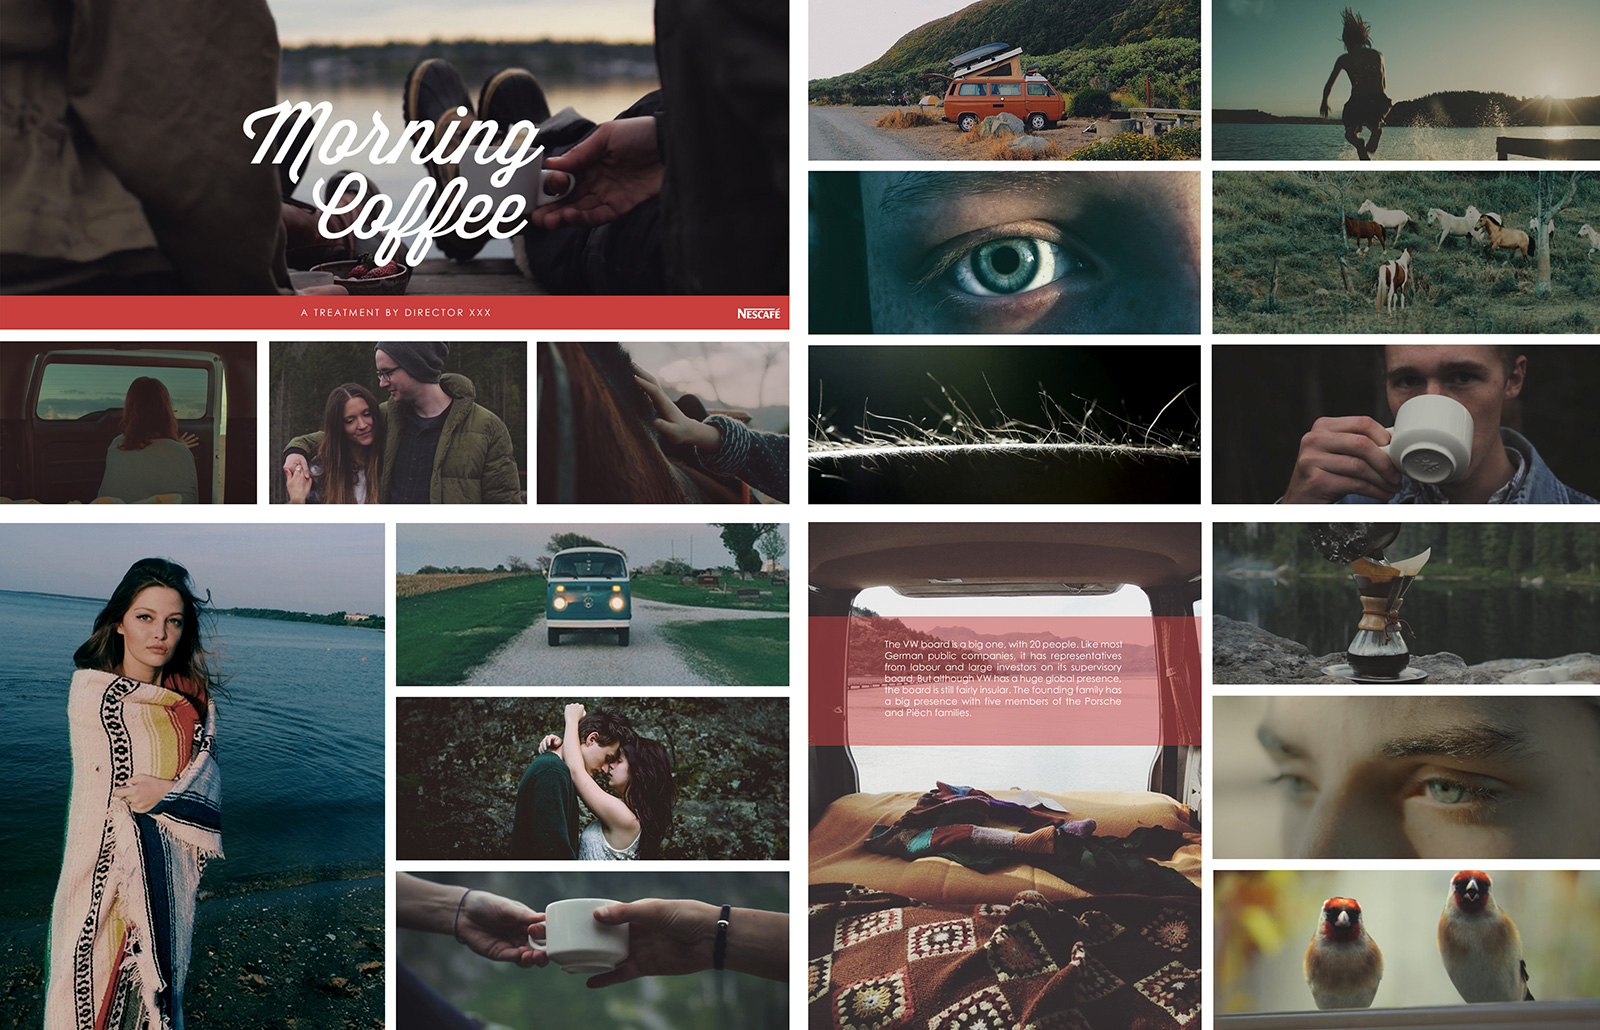 Morning
Coffee
A TREATMENT BY DIRECTOR XXX
NESCAFÉ
The VW board is a big one, with 20 people. Like most
German public companies, it has representatives
from labour and large investors on its supervisory
board. But although VW has a huge global presence,
the board is still fairly insular. The founding family has
a big presence with five members of the Porsche
and Piëch families.